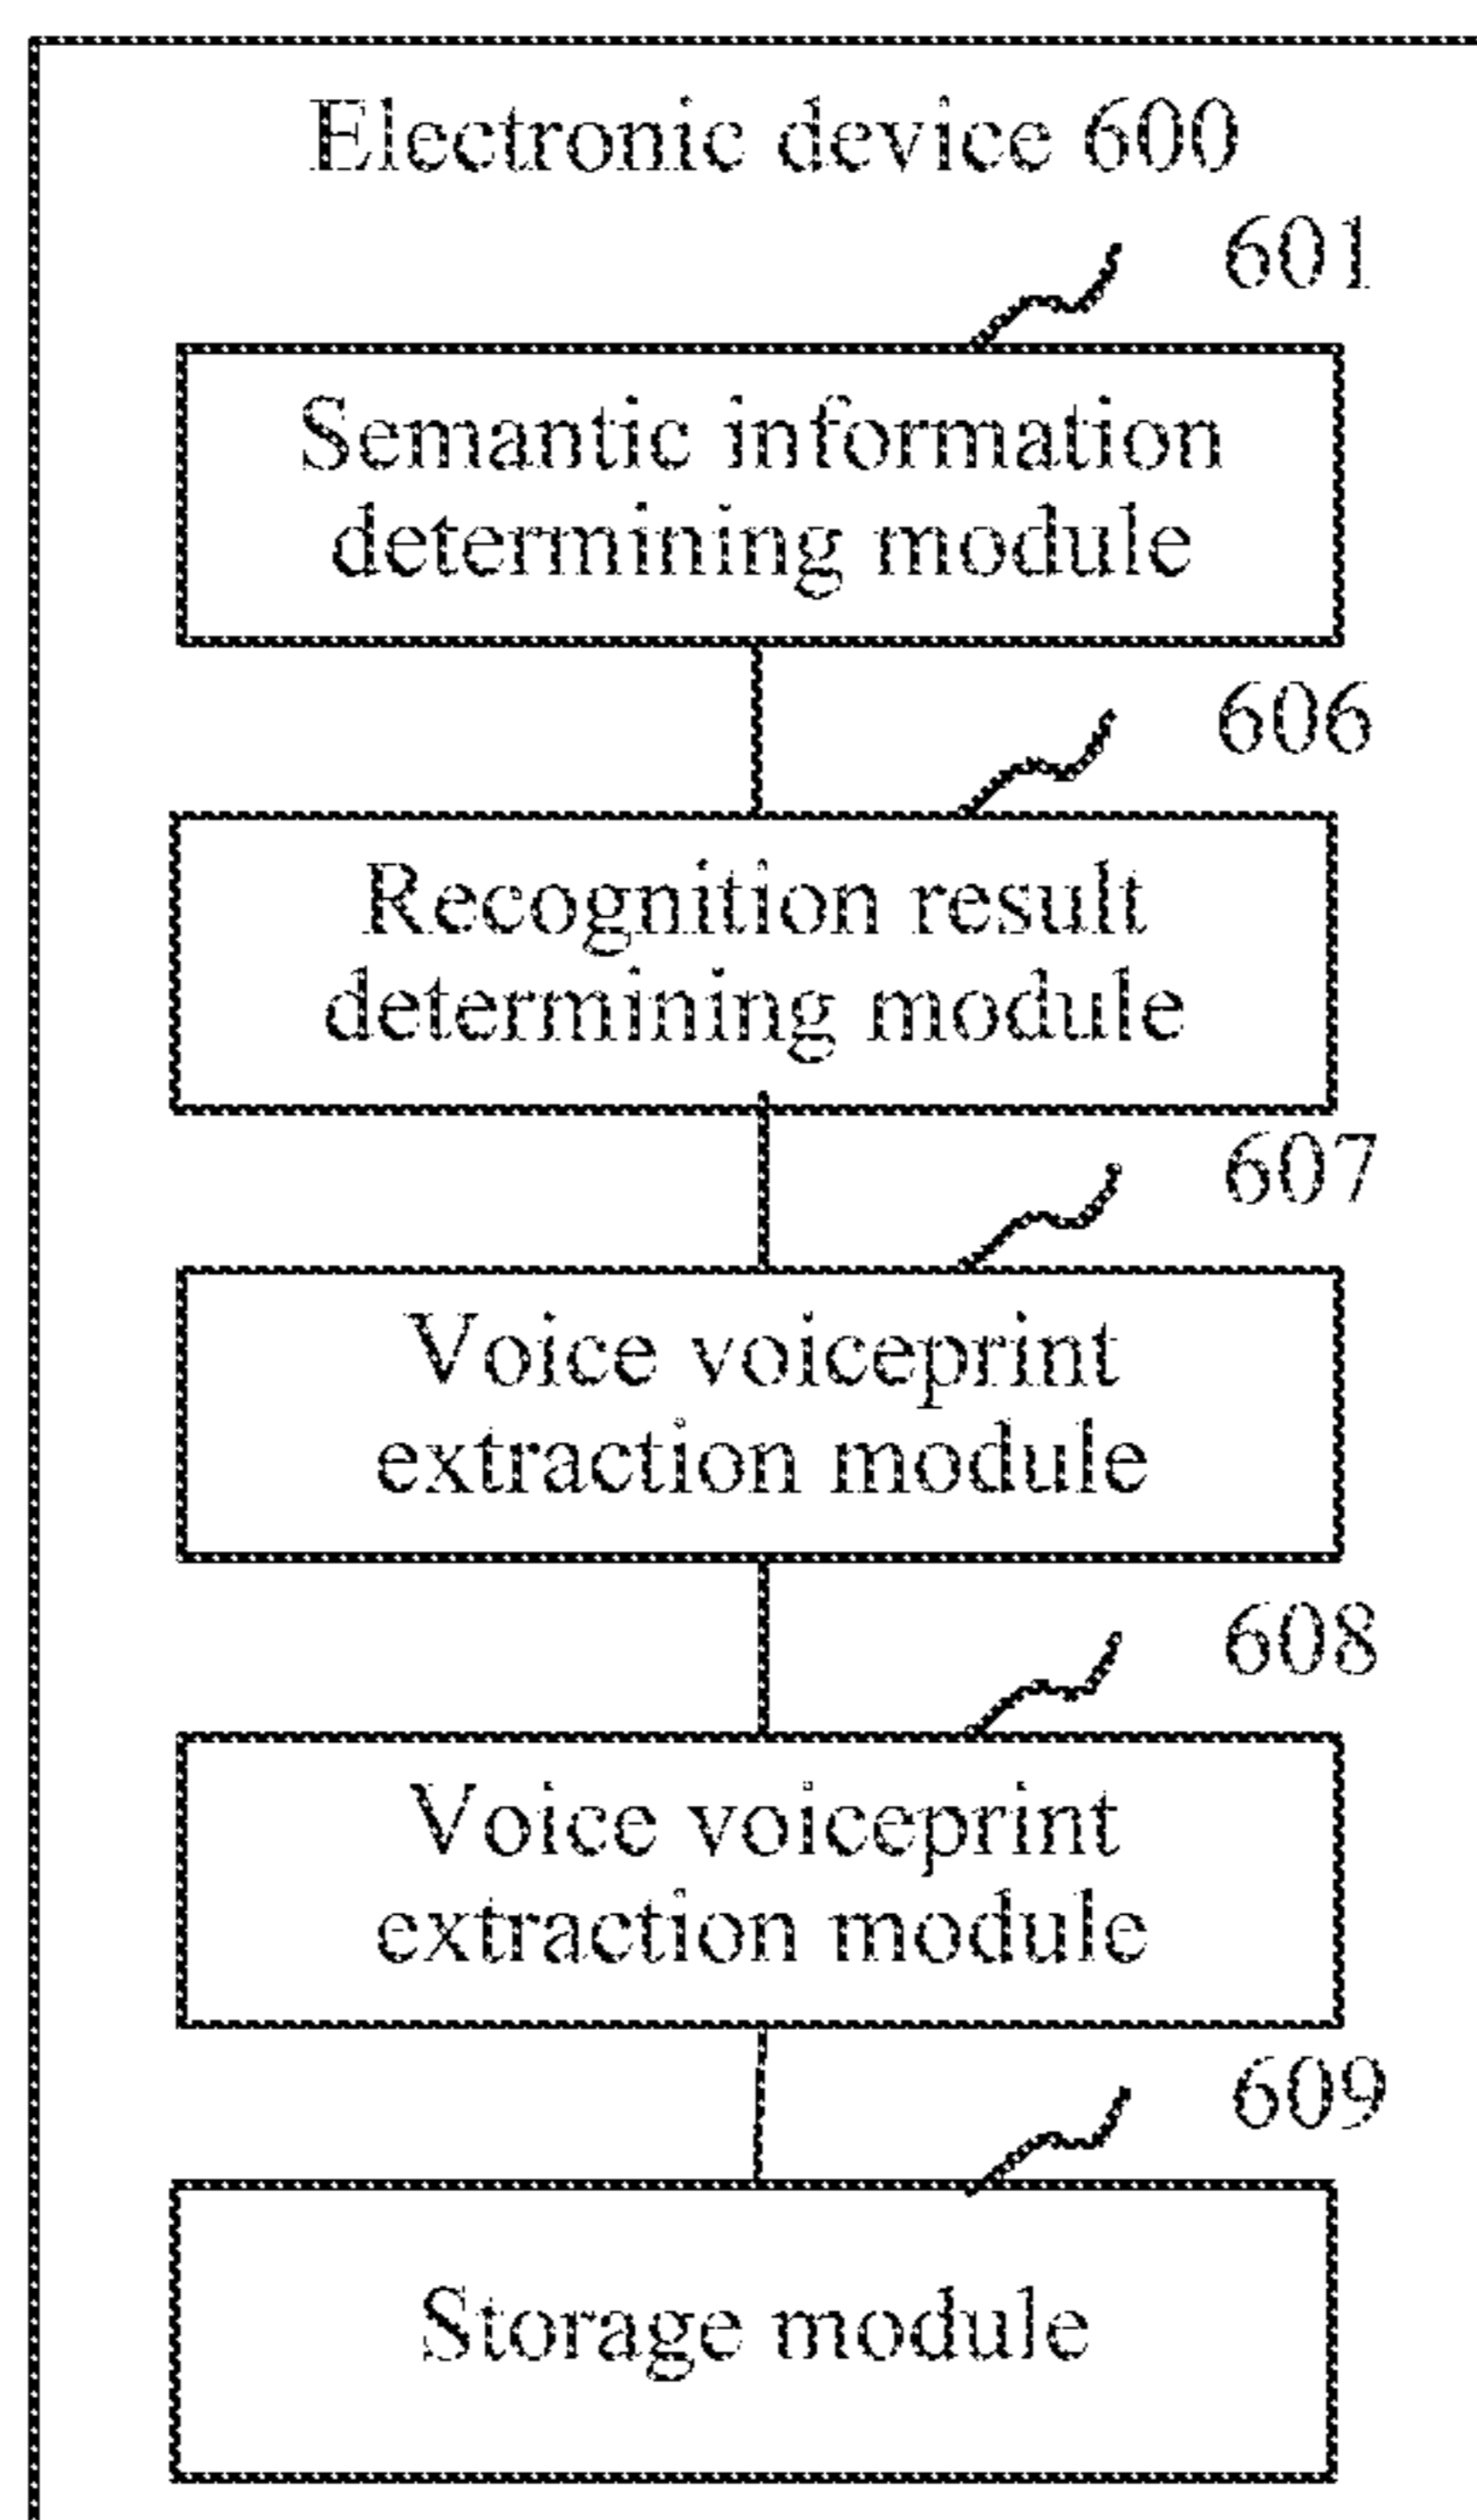 Electronic device 600
601
Semantic information
determining module
606
Recognition result
determining module
607
Voice voiceprint
extraction module
608
Voice voiceprint
extraction module
609
Storage module